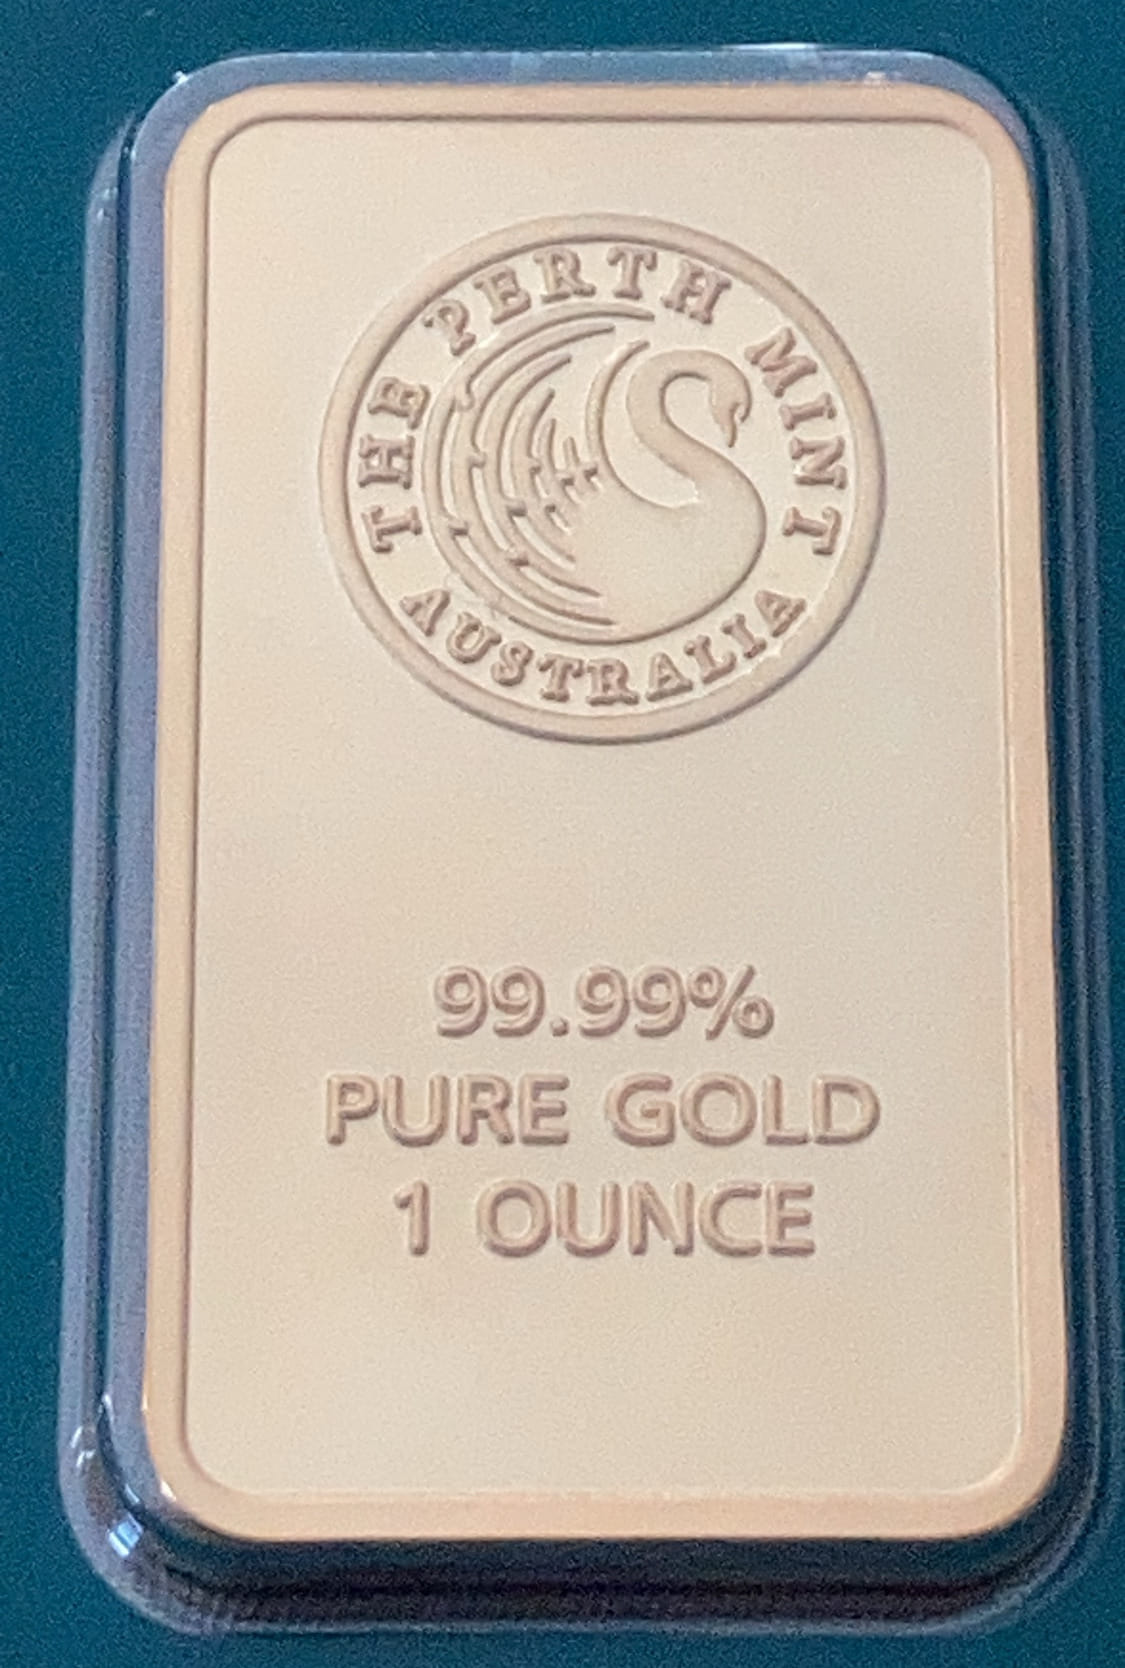 THE PERTH MINT
AUSTRALIA
99.99%
PURE GOLD
1 OUNCE